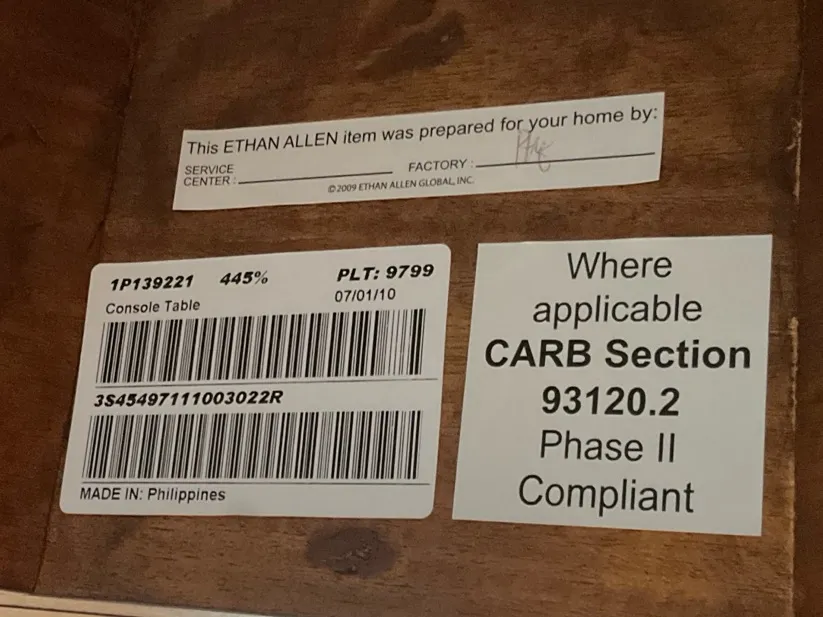 This ETHAN ALLEN item was prepared for your home by:
SERVICE
CENTER: FACTORY:
©2009 ETHAN ALLEN GLOBAL, INC.
1P139221 445% PLT: 9799
Console Table 07/01/10
3S45497111003022R
MADE IN: Philippines
Where
applicable
CARB Section
93120.2
Phase II
Compliant